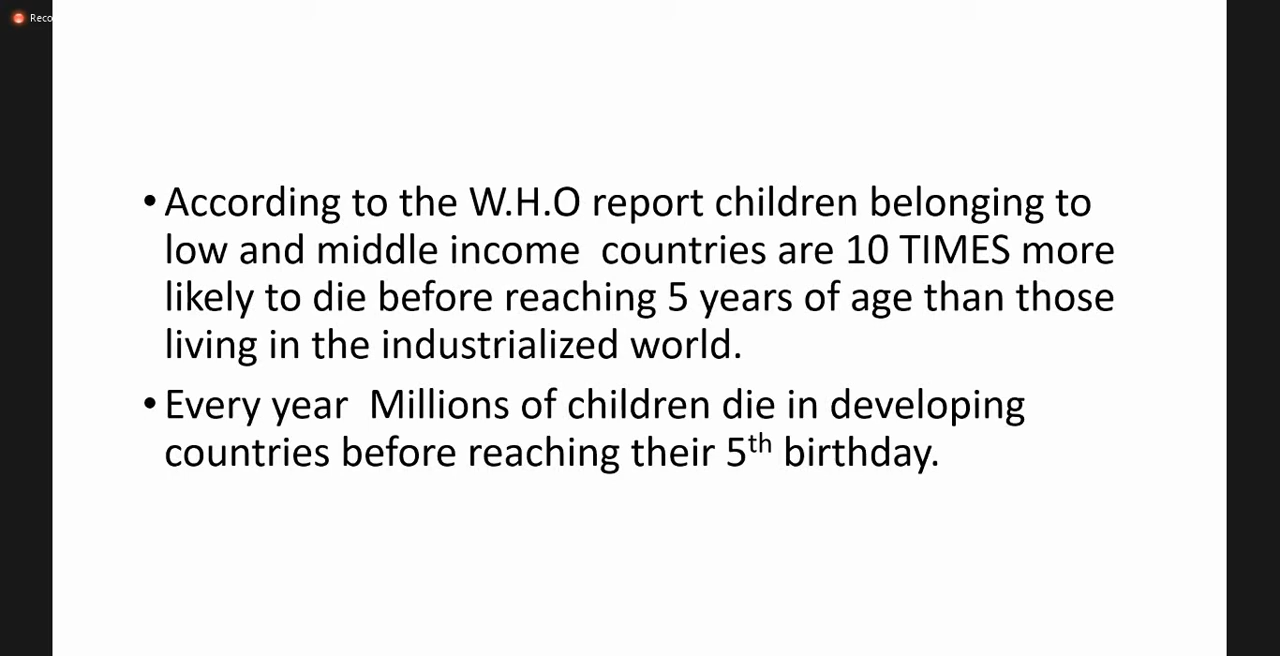 Reco
• According to the W.H.O report children belonging to
low and middle income  countries are 10 TIMES more
likely to die before reaching 5 years of age than those
living in the industrialized world.
• Every year  Millions of children die in developing
countries before reaching their 5th birthday.